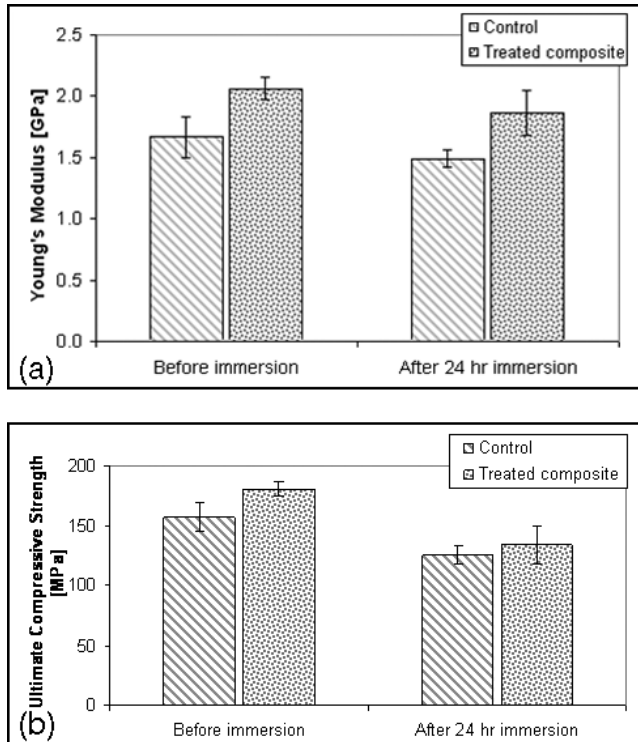 Control
Treated composite
Young's Modulus [GPa]
2.5
2.0
1.5
1.0
0.5
0.0
Before immersion
After 24 hr immersion
(a)
Control
Treated composite
Ultimate Compressive Strength
[MPa]
200
150
100
50
0
Before immersion
After 24 hr immersion
(b)